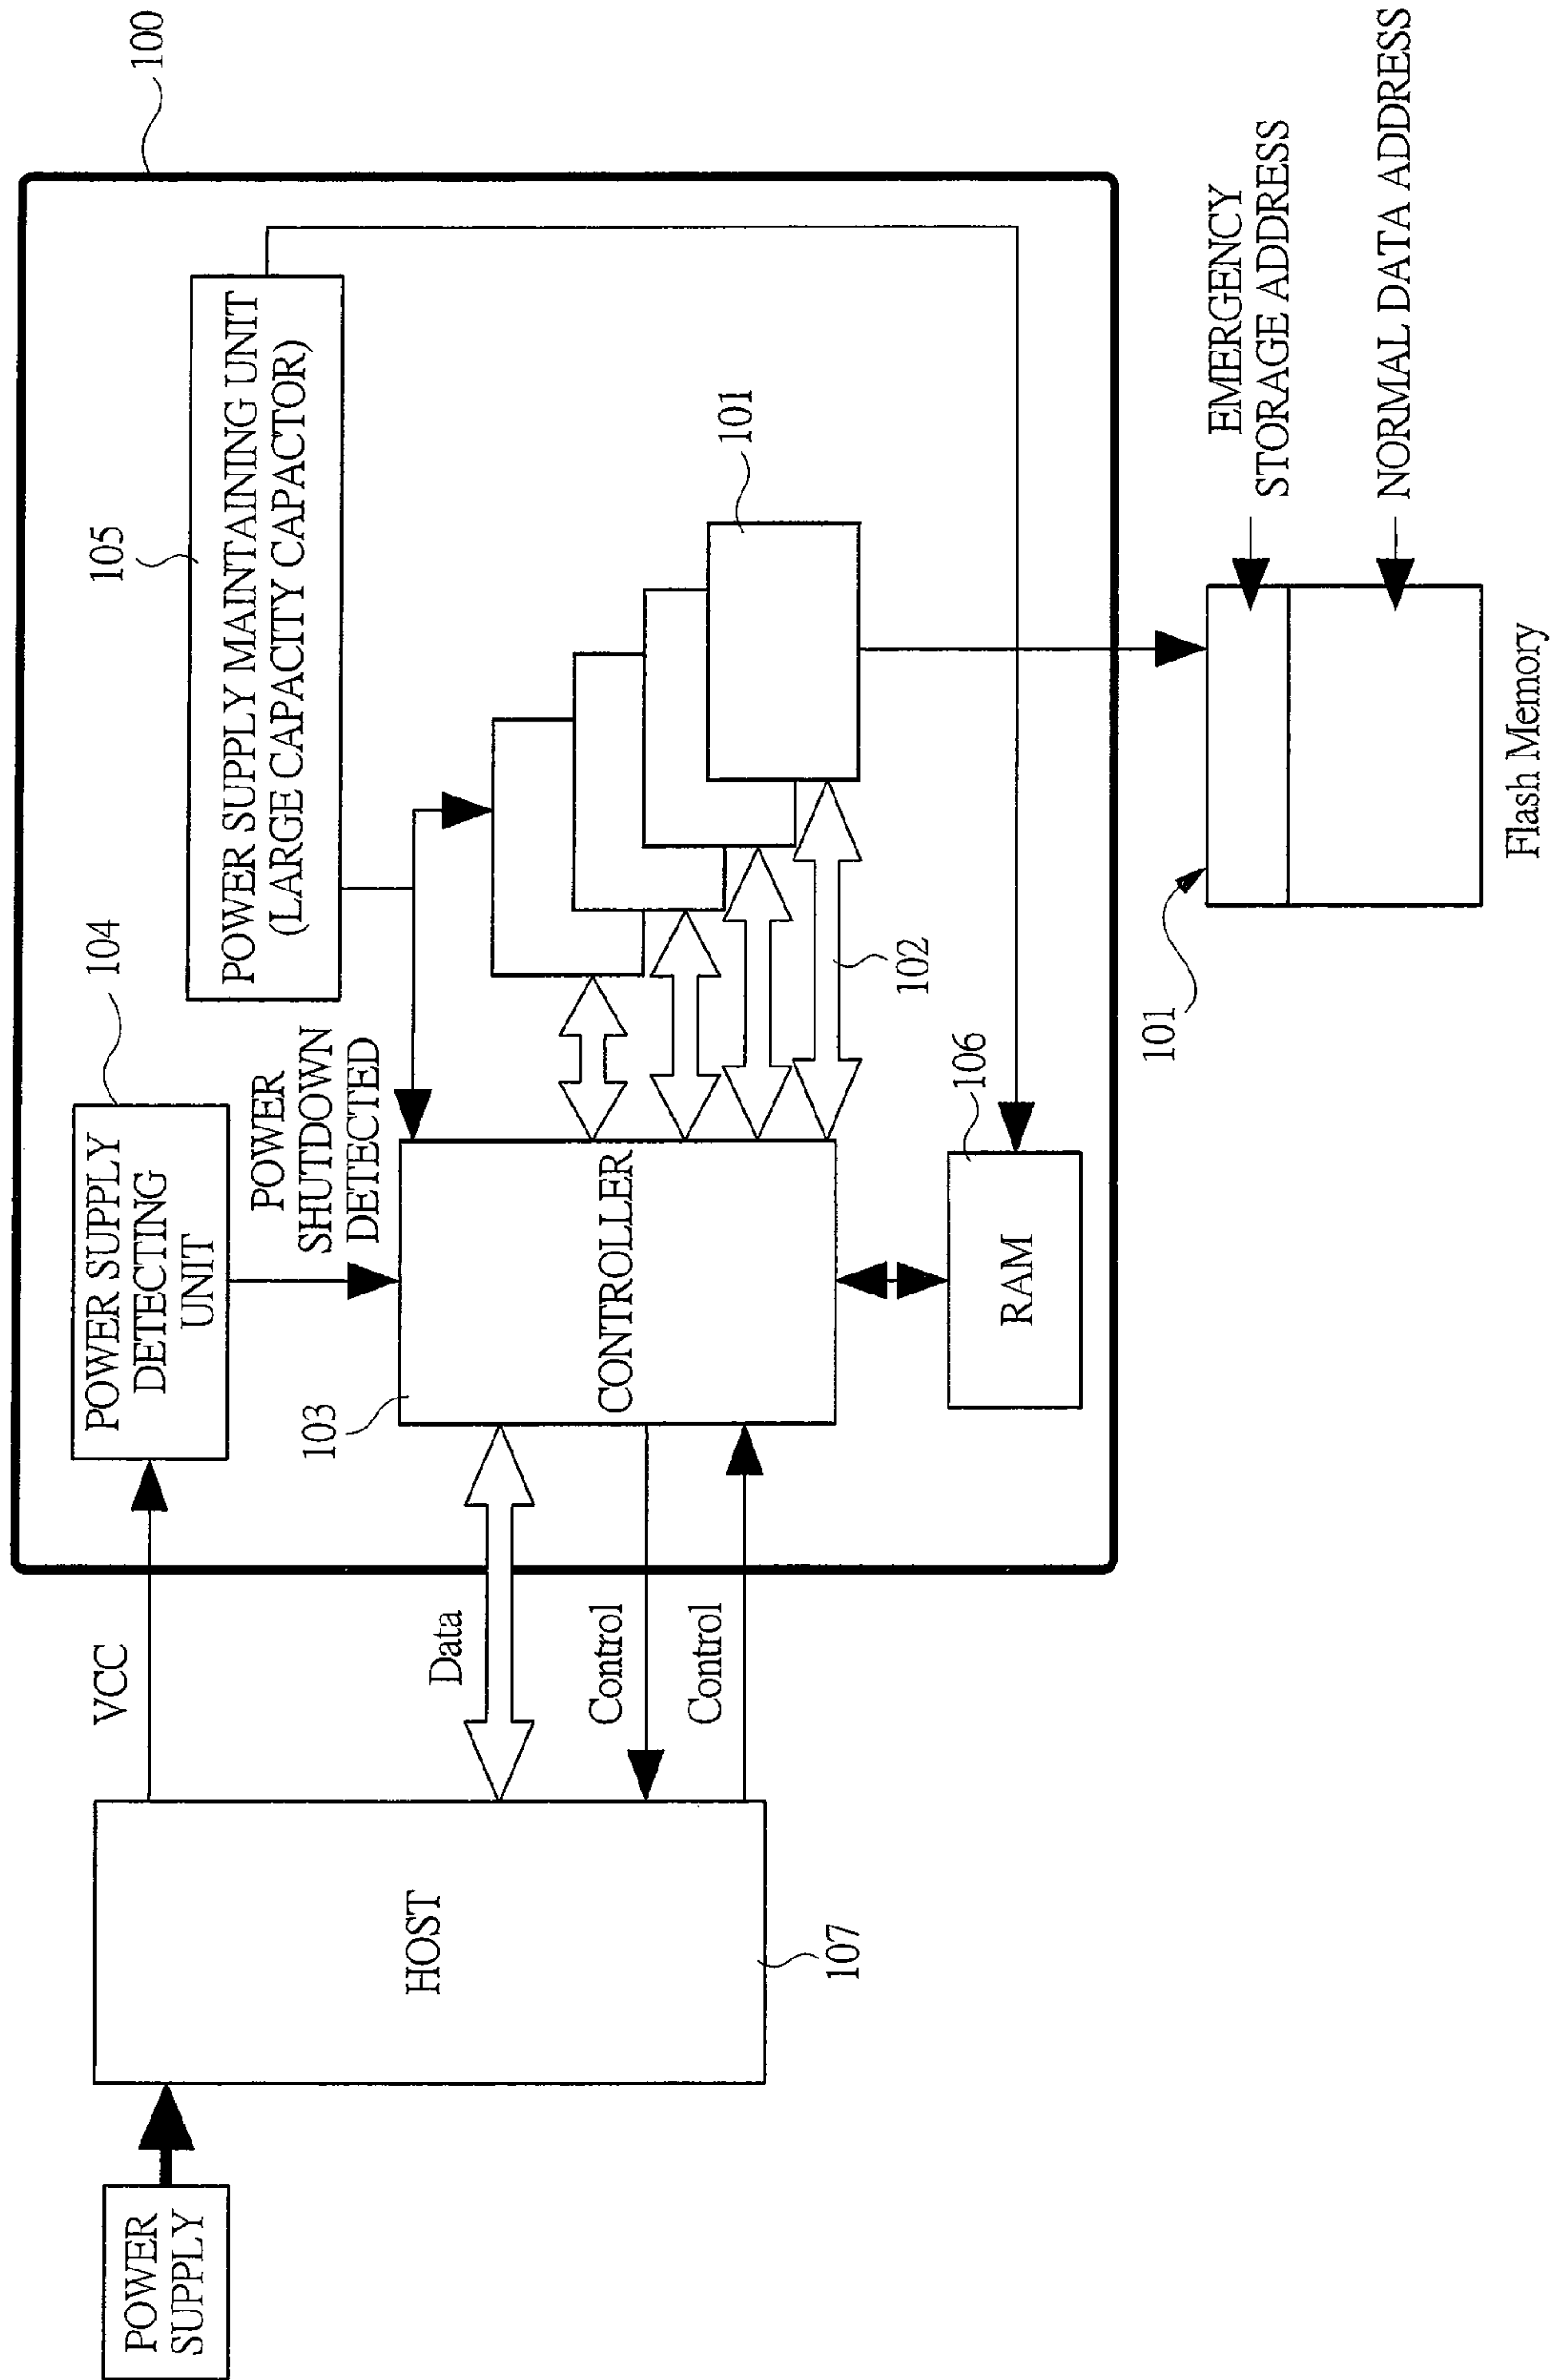 100
105
POWER SUPPLY MAINTAINING UNIT
(LARGE CAPACITY CAPACTOR)
104
POWER SUPPLY
DETECTING
UNIT
POWER
SHUTDOWN
DETECTED
VCC
POWER
SUPPLY
HOST
107
Data
Control
Control
103
CONTROLLER
101
102
106
RAM
EMERGENCY
STORAGE ADDRESS
NORMAL DATA ADDRESS
101
Flash Memory